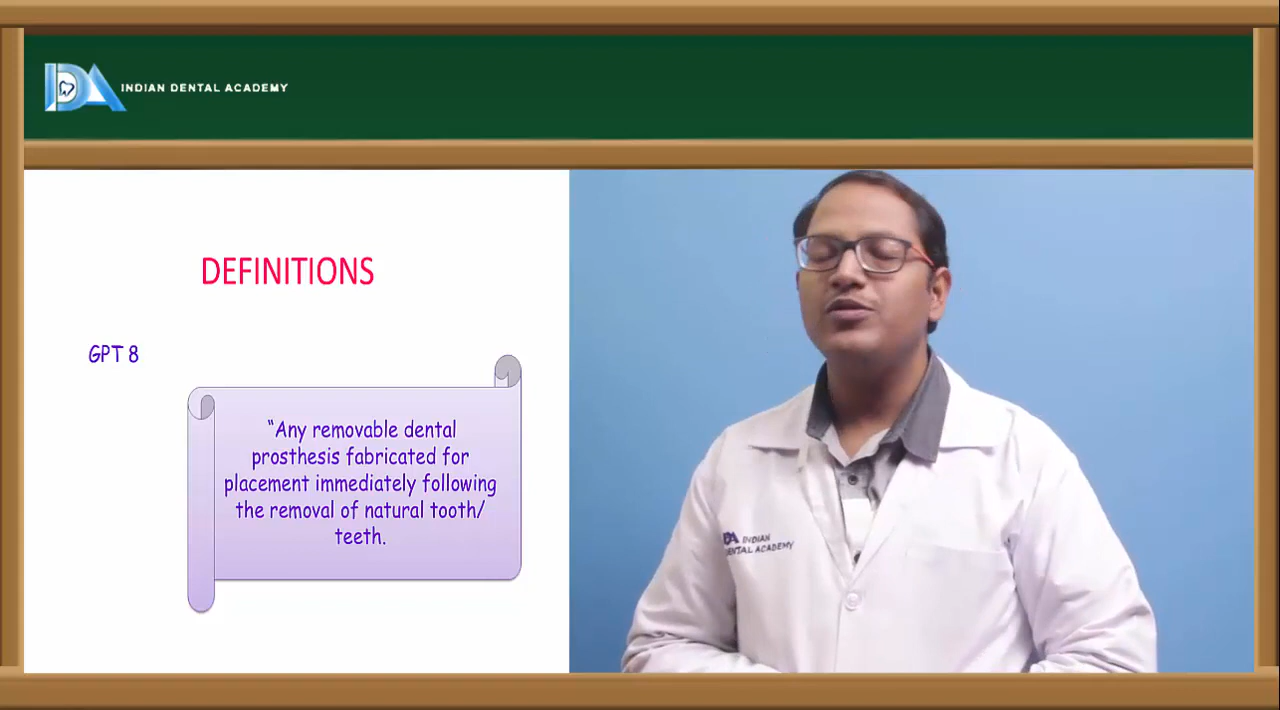 IDA INDIAN DENTAL ACADEMY
DEFINITIONS
GPT 8
“Any removable dental
prosthesis fabricated for
placement immediately following
the removal of natural tooth/
teeth.
INDIAN
DENTAL ACADEMY